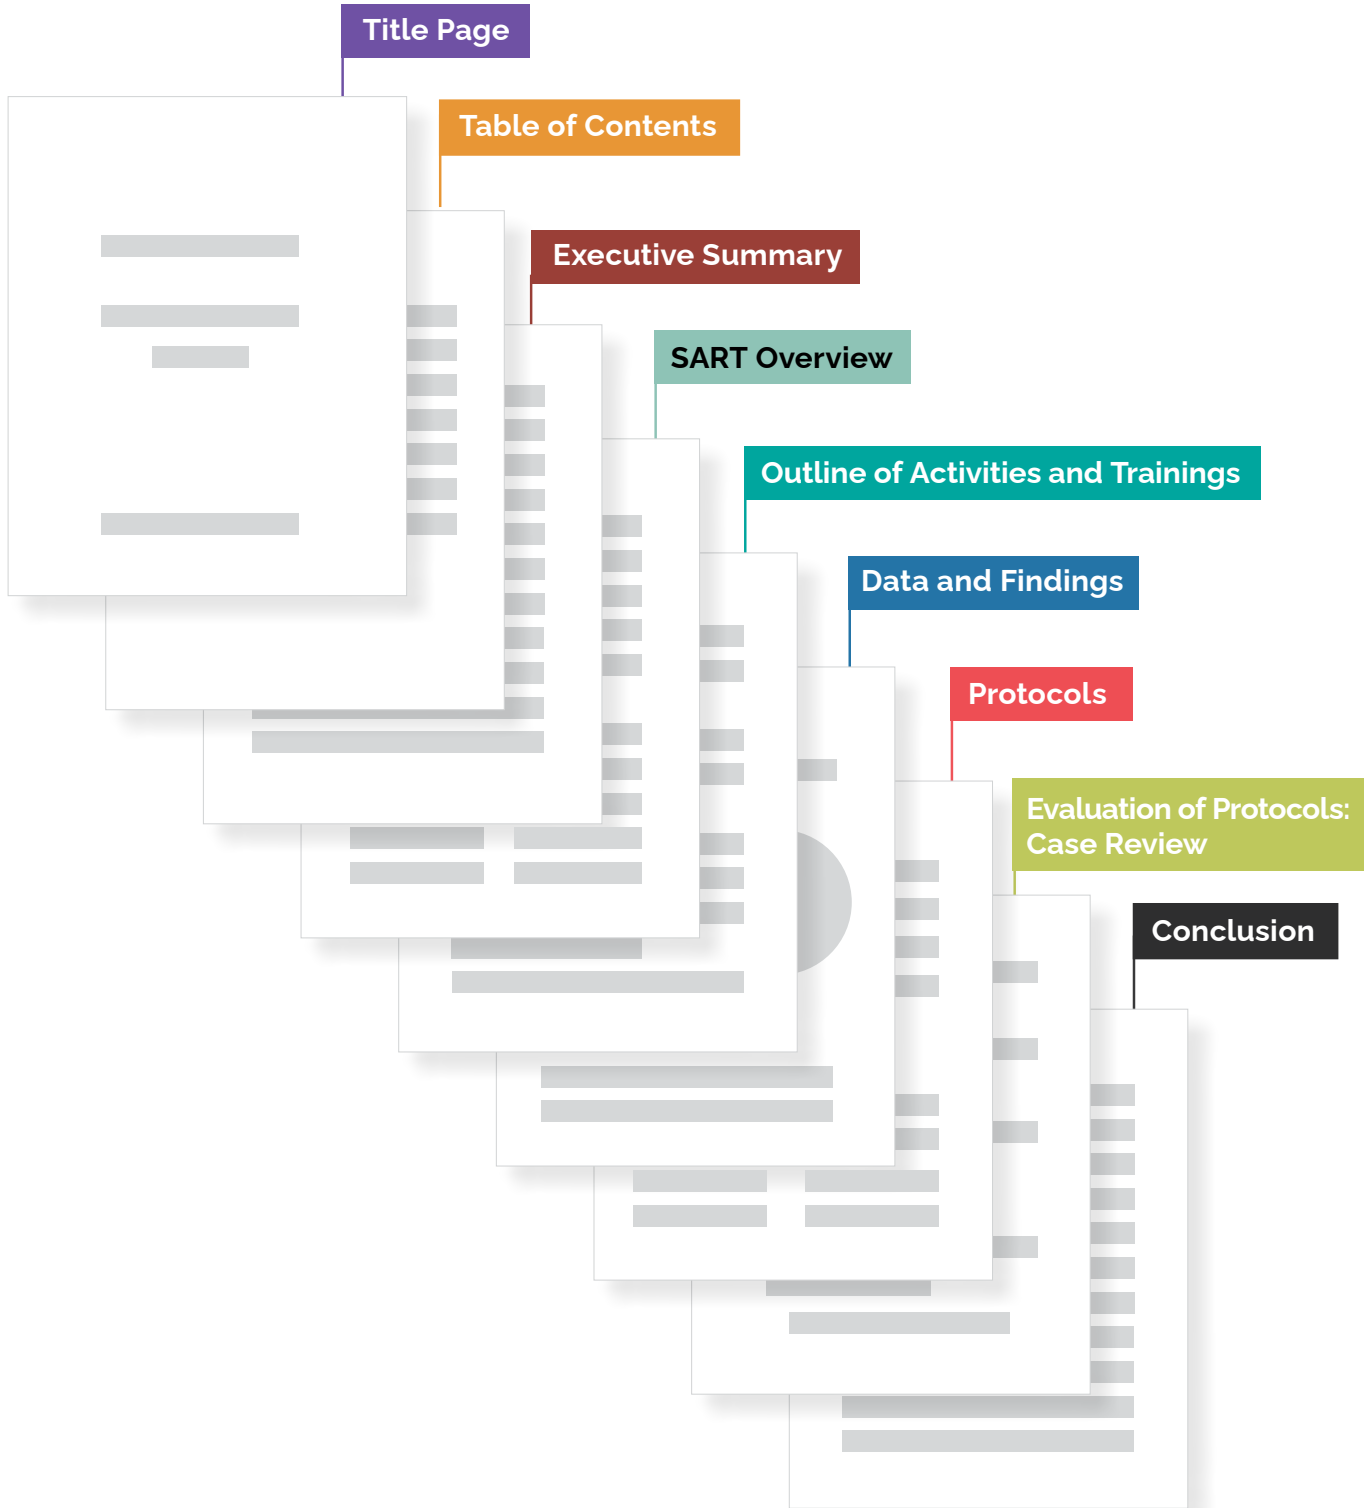 Title Page
Table of Contents
Executive Summary
SART Overview
Outline of Activities and Trainings
Data and Findings
Protocols
Evaluation of Protocols:
Case Review
Conclusion